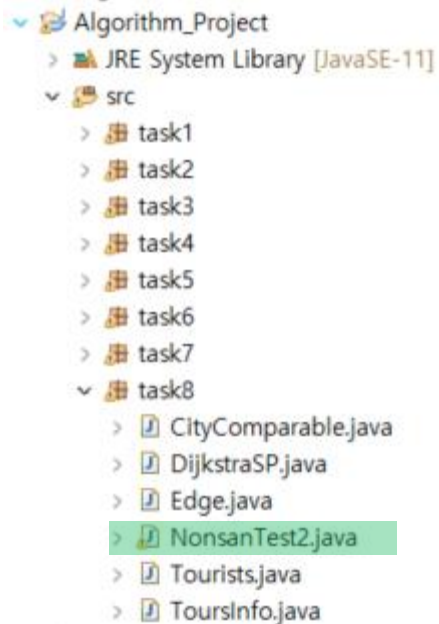 Algorithm_Project
JRE System Library [JavaSE-11]
src
task1
task2
task3
task4
task5
task6
task7
task8
CityComparable.java
DijkstraSP.java
Edge.java
NonsanTest2.java
Tourists.java
ToursInfo.java